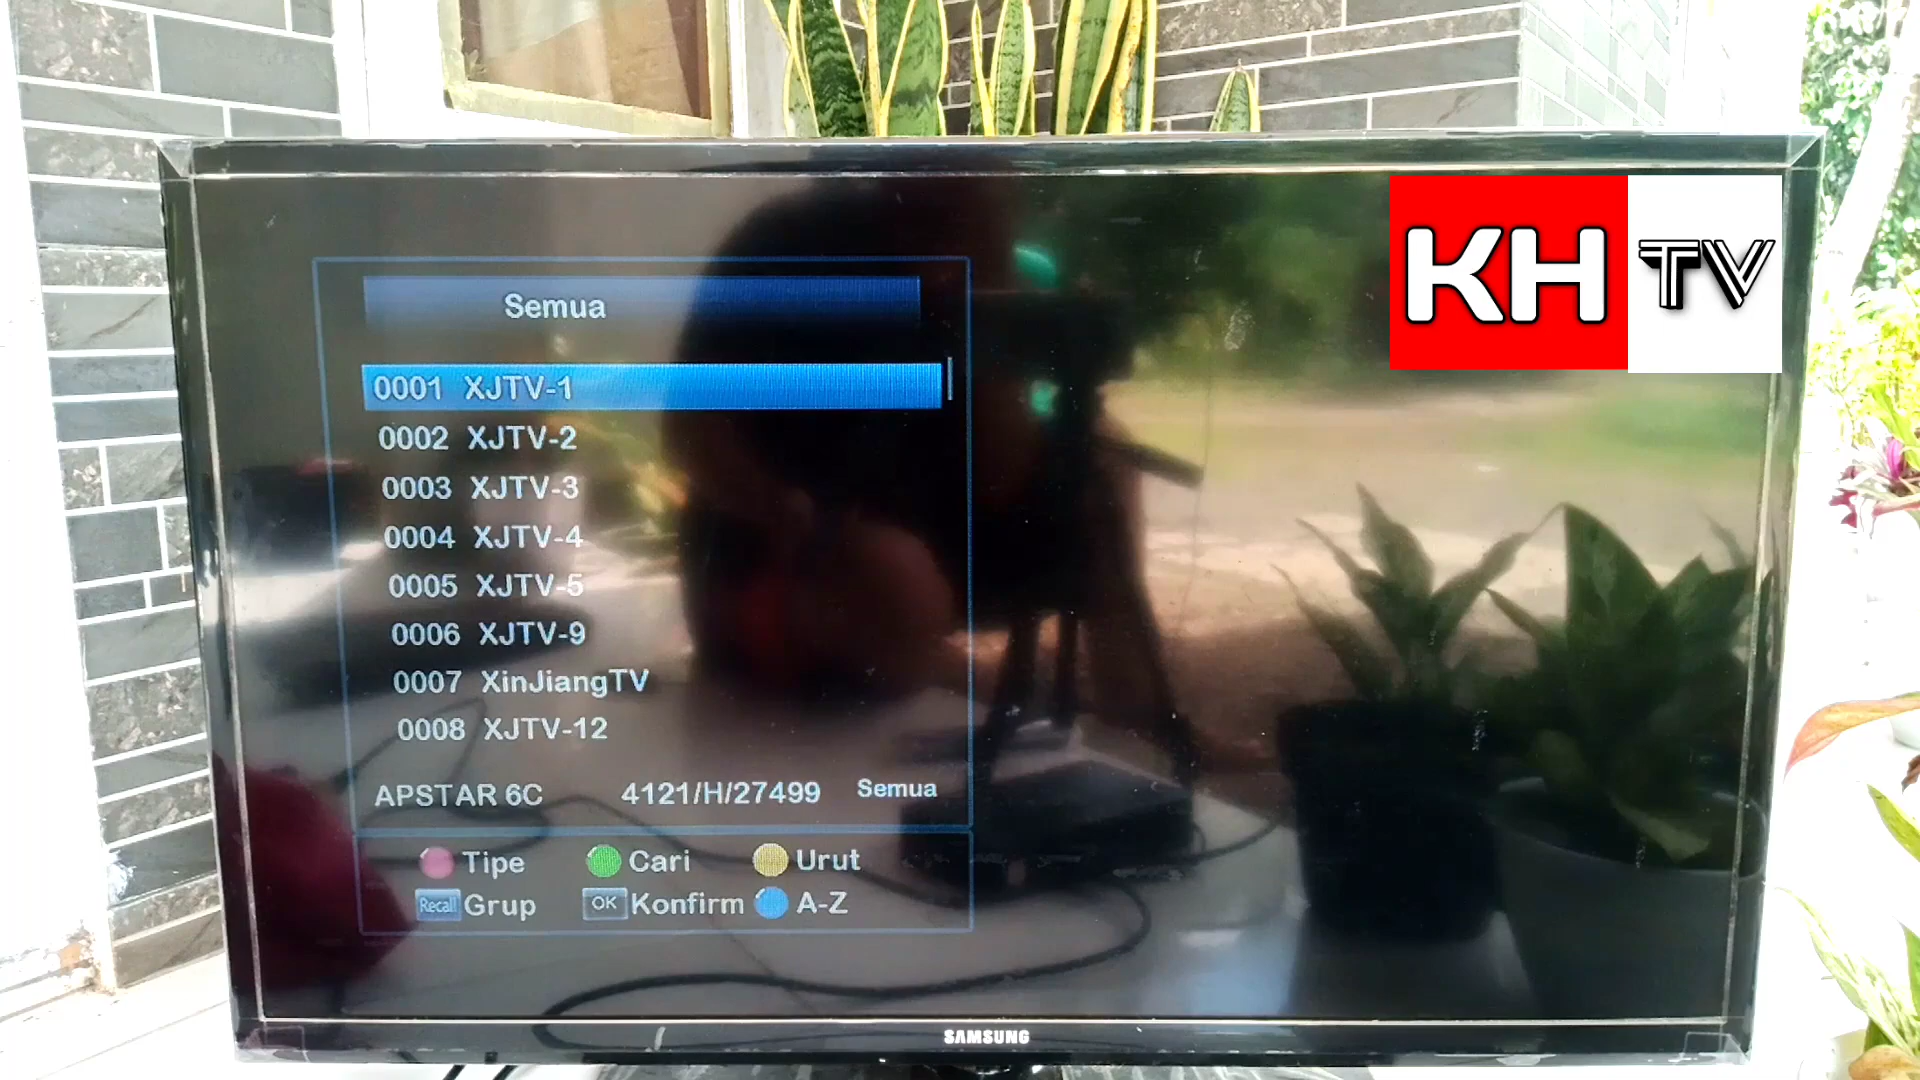 KH TV
Semua
0001 XJTV-1
0002 XJTV-2
0003 XJTV-3
0004 XJTV-4
0005 XJTV-5
0006 XJTV-9
0007 XinJiangTV
0008 XJTV-12
APSTAR 6C 4121/H/27499 Semua
Tipe Cari Urut
Recall Grup OK Konfirm A-Z
SAMSUNG